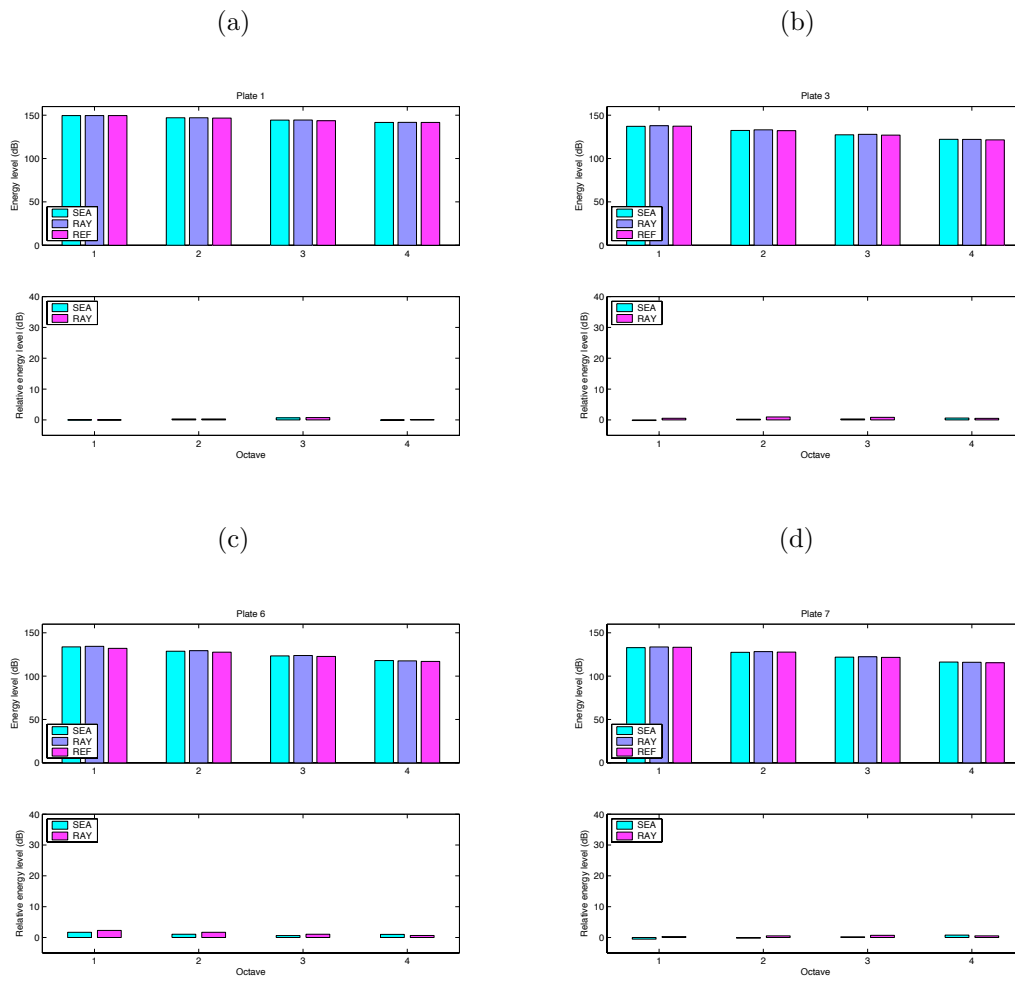 (a)
Plate 1
Energy level (dB)
150
100
50
0
SEA
RAY
REF
1 2 3 4
Relative energy level (dB)
40
30
20
10
0
SEA
RAY
1 2 3 4
Octave
(b)
Plate 3
Energy level (dB)
150
100
50
0
SEA
RAY
REF
1 2 3 4
Relative energy level (dB)
40
30
20
10
0
SEA
RAY
1 2 3 4
Octave
(c)
Plate 6
Energy level (dB)
150
100
50
0
SEA
RAY
REF
1 2 3 4
Relative energy level (dB)
40
30
20
10
0
SEA
RAY
1 2 3 4
Octave
(d)
Plate 7
Energy level (dB)
150
100
50
0
SEA
RAY
REF
1 2 3 4
Relative energy level (dB)
40
30
20
10
0
SEA
RAY
1 2 3 4
Octave